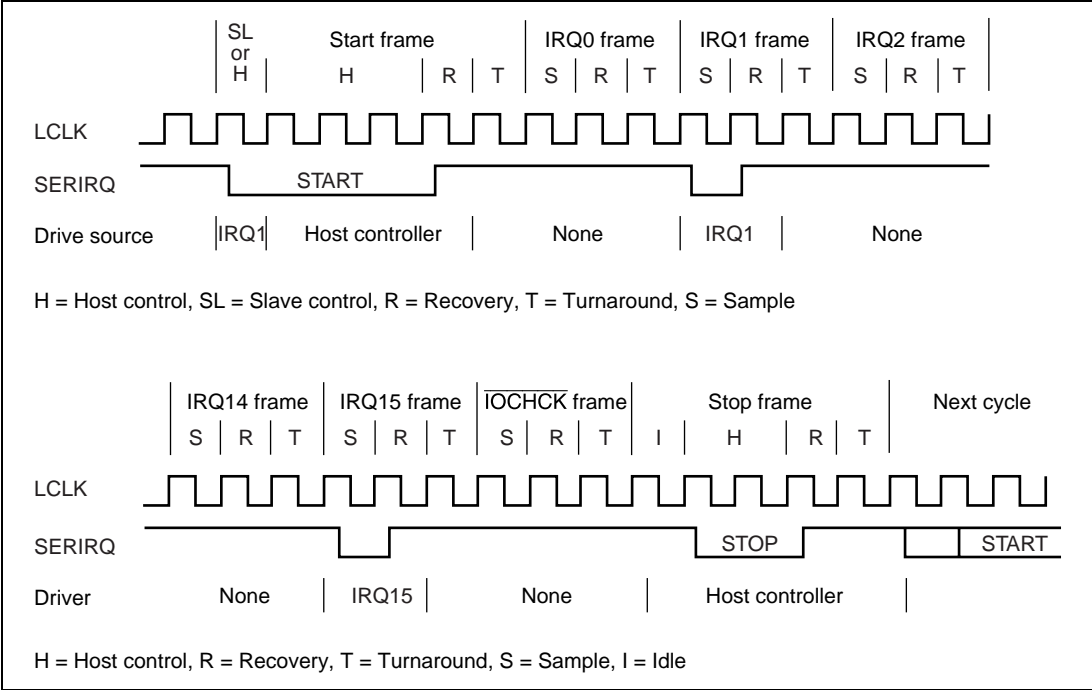 SL
or
H
Start frame
IRQ0 frame
IRQ1 frame
IRQ2 frame
H R T S R T S R T S R T
LCLK
SERIRQ
START
Drive source
IRQ1
Host controller
None
IRQ1
None
H = Host control, SL = Slave control, R = Recovery, T = Turnaround, S = Sample
IRQ14 frame
IRQ15 frame
IOCHCK frame
Stop frame
Next cycle
S R T S R T S R T I H R T
LCLK
SERIRQ
STOP
START
Driver
None
IRQ15
None
Host controller
H = Host control, R = Recovery, T = Turnaround, S = Sample, I = Idle